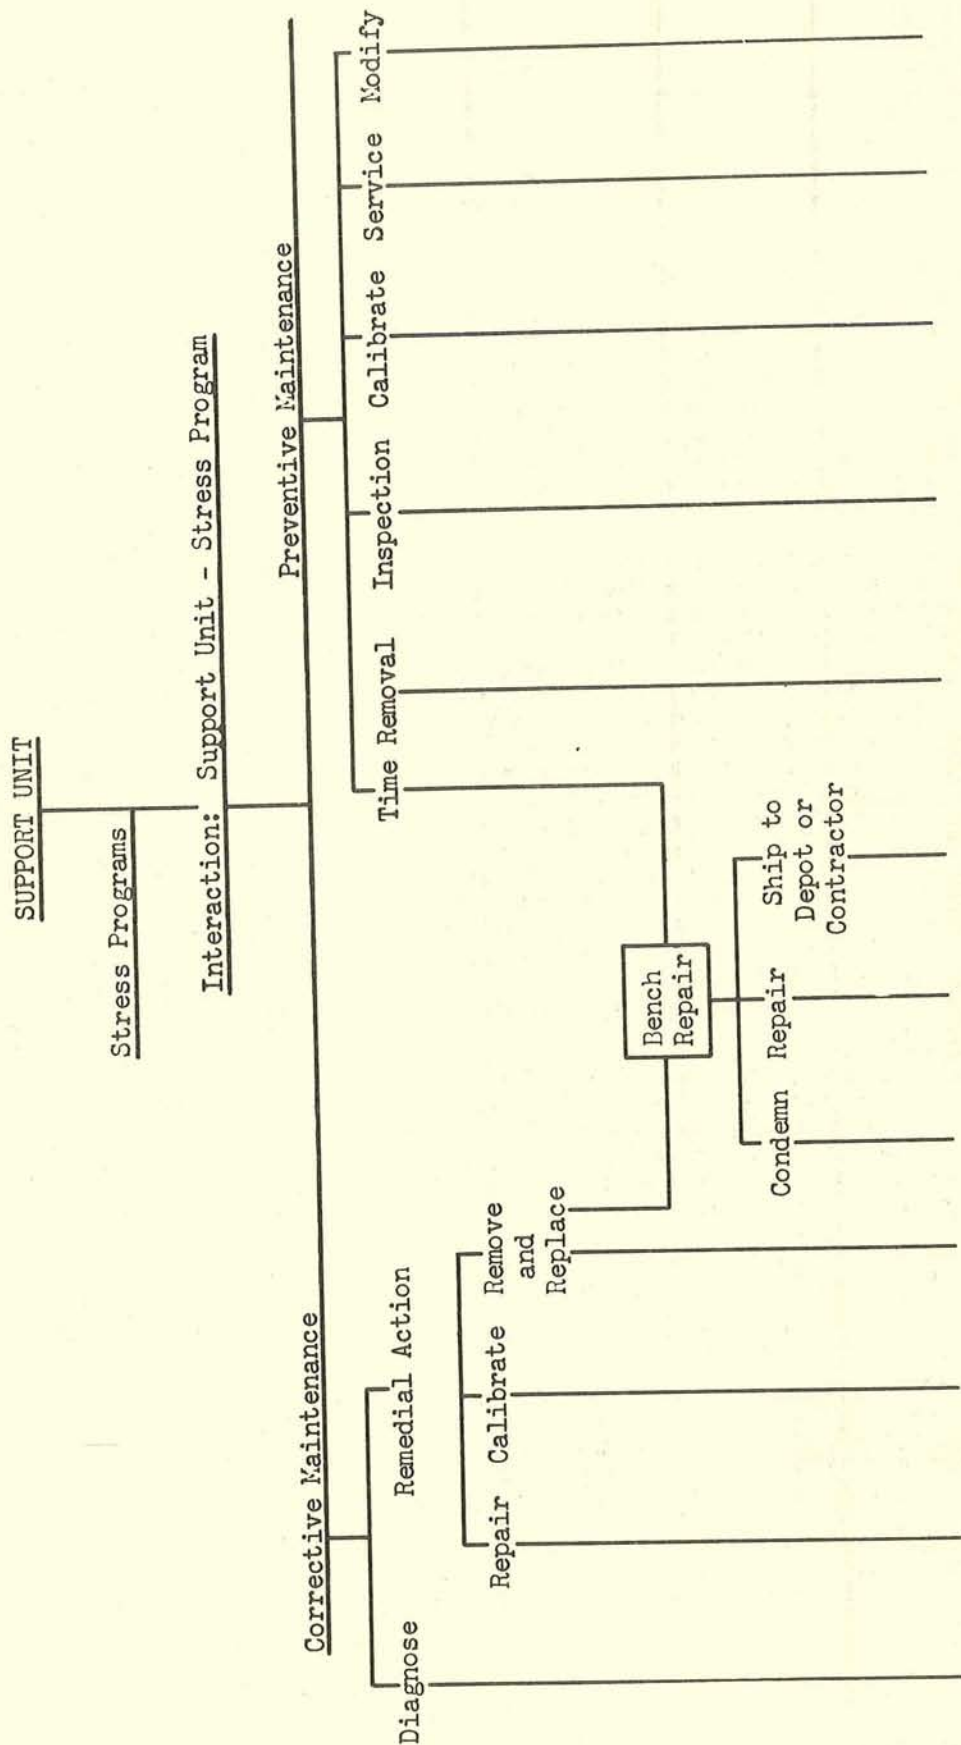 SUPPORT UNIT
Stress Programs
Interaction: Support Unit - Stress Program
Corrective Maintenance
Preventive Maintenance
Diagnose
Remedial Action
Time Removal
Inspection
Calibrate
Service
Modify
Repair
Calibrate
Remove
and
Replace
Bench
Repair
Condemn
Repair
Ship to
Depot or
Contractor